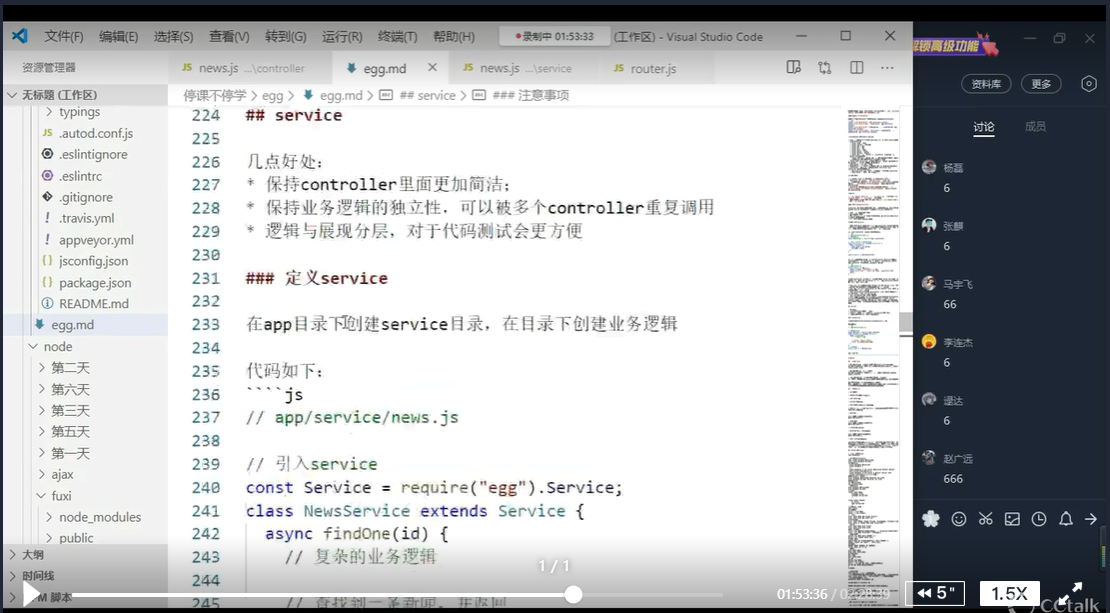 文件(F) 编辑(E) 选择(S) 查看(V) 转到(G) 运行(R) 终端(T) 帮助(H) 录制中 01:53:33 (工作区) - Visual Studio Code
解锁高级功能
资源管理器
JS news.js ...\controller
egg.md
JS news.js ...\service
JS router.js
资料库 更多
无标题 (工作区)
停课不停学 > egg > egg.md > ## service > ### 注意事项
讨论 成员
typings
JS .autod.conf.js
.eslintignore
.eslintrc
.gitignore
! .travis.yml
! appveyor.yml
{} jsconfig.json
{} package.json
README.md
egg.md
node
第二天
第六天
第三天
第五天
第一天
ajax
fuxi
node_modules
public
大纲
时间线
脚本
224 ## service
225
226 几点好处:
227 * 保持controller里面更加简洁;
228 * 保持业务逻辑的独立性, 可以被多个controller重复调用
229 * 逻辑与展现分层, 对于代码测试会更方便
230
231 ### 定义service
232
233 在app目录下创建service目录, 在目录下创建业务逻辑
234
235 代码如下:
236 ````js
237 // app/service/news.js
238
239 // 引入service
240 const Service = require("egg").Service;
241 class NewsService extends Service {
242 async findOne(id) {
243 // 复杂的业务逻辑
244
245 // 查找到一条新闻, 并返回
杨磊
6
张麒
6
马宇飞
66
李连杰
6
6
赵广远
666
1 / 1
01:53:36
5"
1.5X
CCtalk